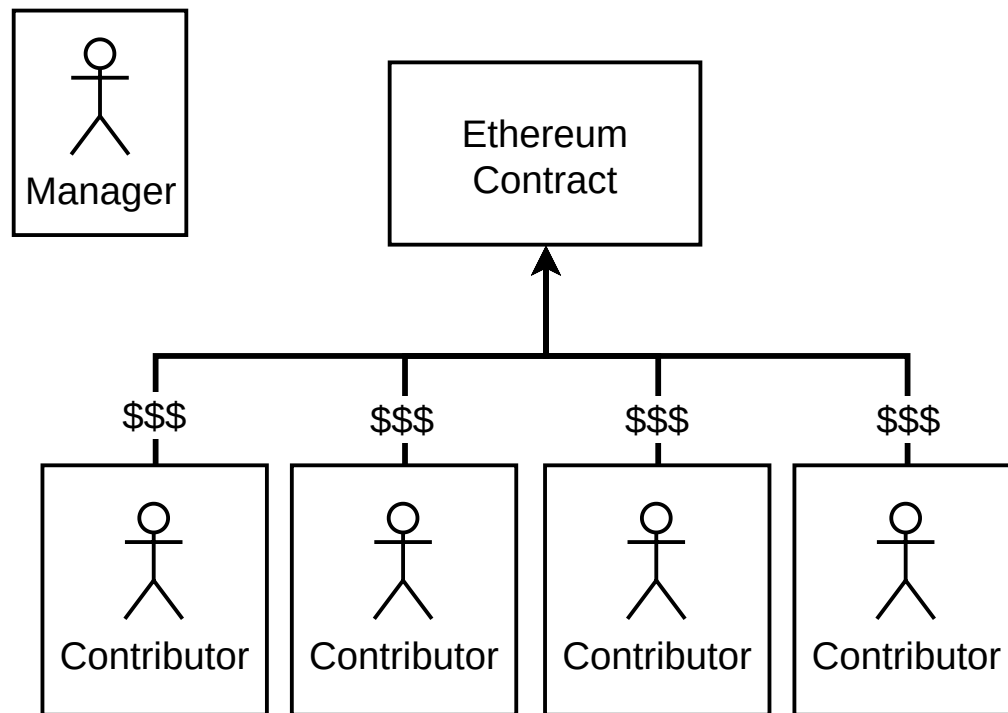 Manager
Ethereum
Contract
$$$ $$$ $$$ $$$
Contributor Contributor Contributor Contributor